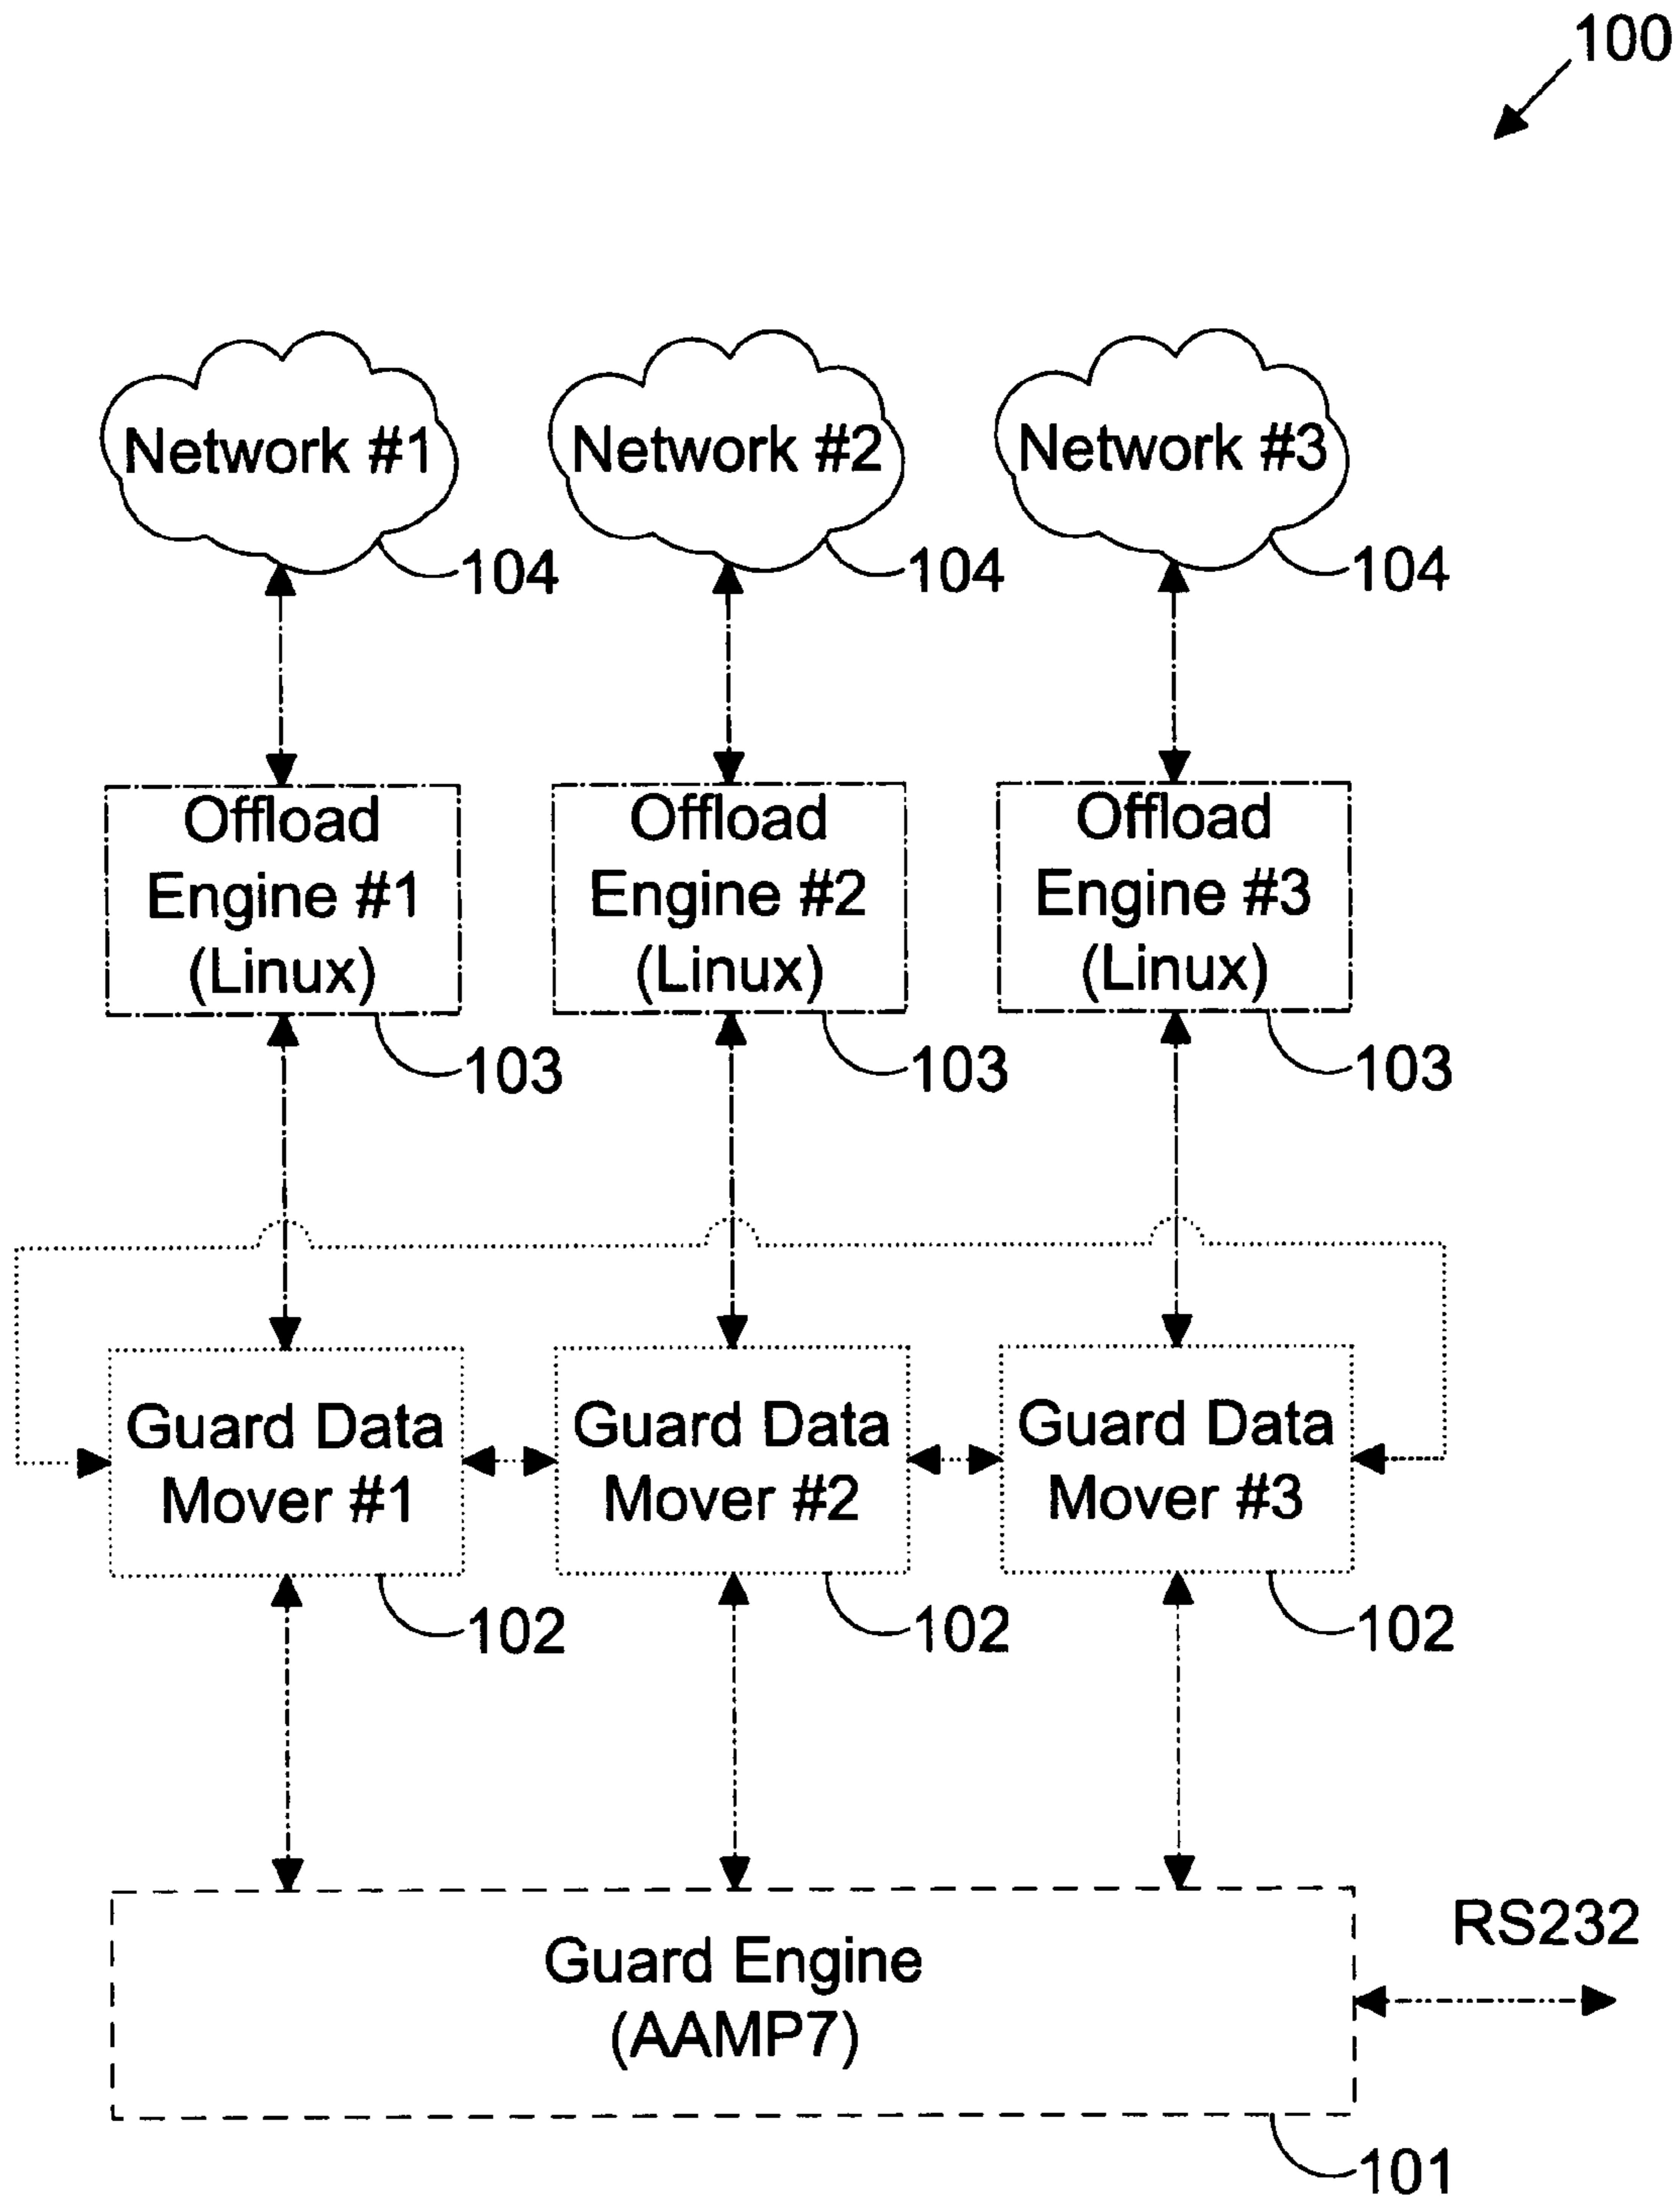 100
Network #1
Network #2
Network #3
104
104
104
Offload
Engine #1
(Linux)
Offload
Engine #2
(Linux)
Offload
Engine #3
(Linux)
103
103
103
Guard Data
Mover #1
Guard Data
Mover #2
Guard Data
Mover #3
102
102
102
Guard Engine
(AAMP7)
RS232
101